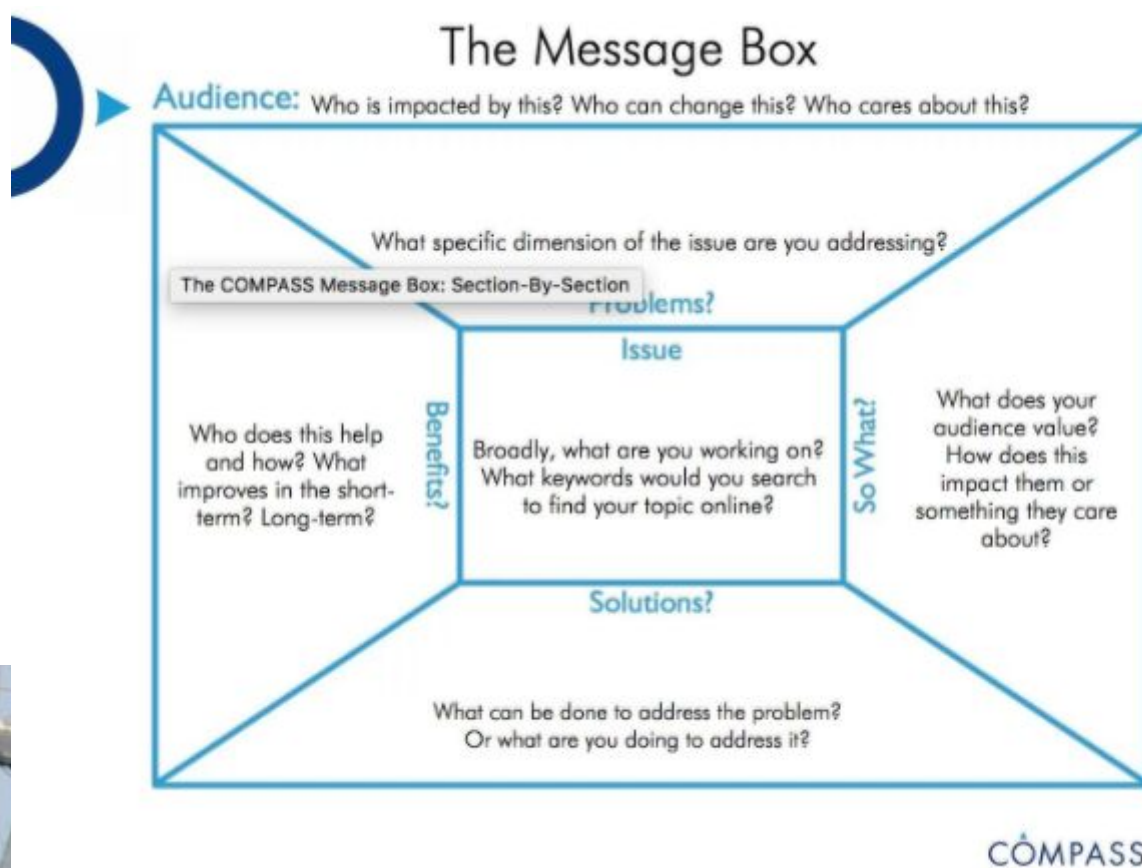 The Message Box
Audience: Who is impacted by this? Who can change this? Who cares about this?
What specific dimension of the issue are you addressing?
The COMPASS Message Box: Section-By-Section
Problems?
Issue
Benefits?
Who does this help
and how? What
improves in the short-
term? Long-term?
Broadly, what are you working on?
What keywords would you search
to find your topic online?
So What?
What does your
audience value?
How does this
impact them or
something they care
about?
Solutions?
What can be done to address the problem?
Or what are you doing to address it?
COMPASS